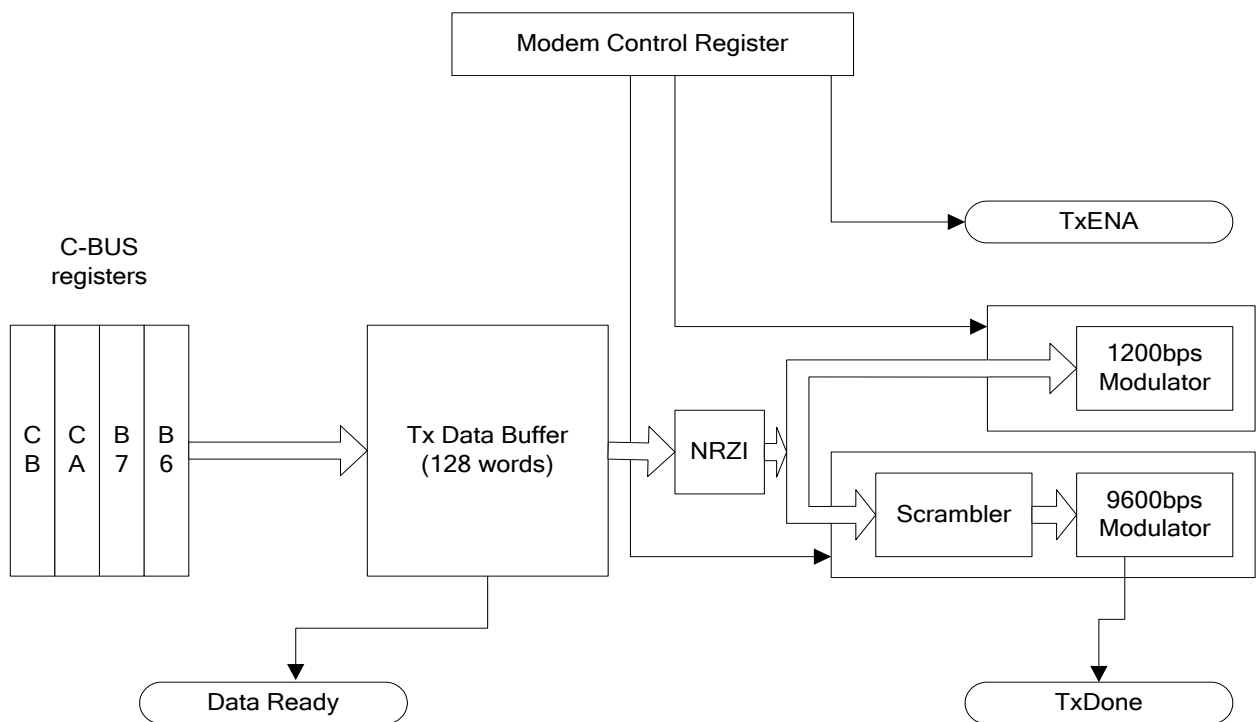 Modem Control Register
TxENA
C-BUS
registers
C
B
C
A
B
7
B
6
Tx Data Buffer
(128 words)
NRZI
1200bps
Modulator
Scrambler
9600bps
Modulator
Data Ready
TxDone